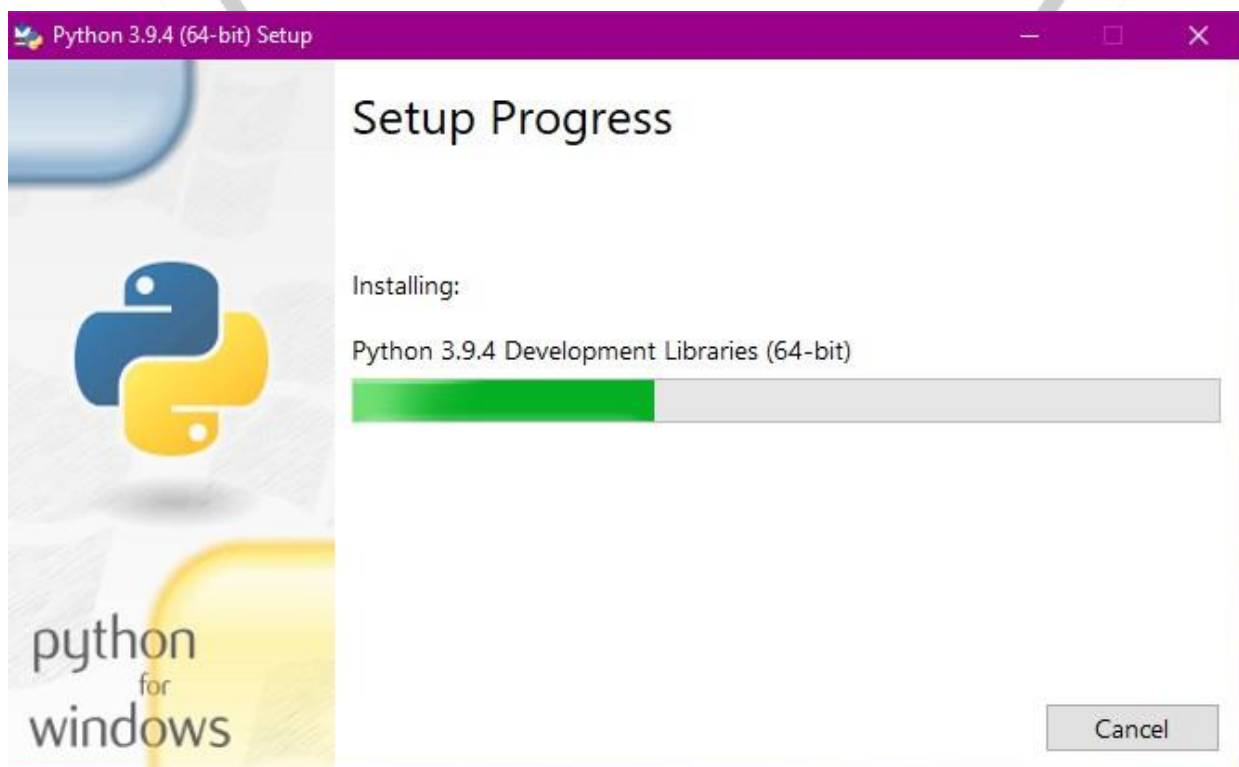 Python 3.9.4 (64-bit) Setup
Setup Progress
Installing:
Python 3.9.4 Development Libraries (64-bit)
python
for
windows
Cancel